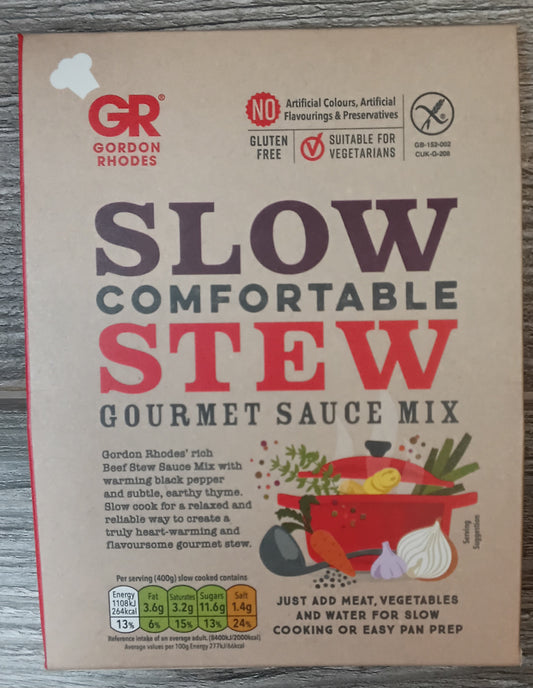 GR®
GORDON
RHODES
NO
Artificial Colours, Artificial
Flavourings & Preservatives
GLUTEN
FREE
SUITABLE FOR
VEGETARIANS
GB-152-002
CUK-G-208
SLOW
COMFORTABLE
STEW
GOURMET SAUCE MIX
Gordon Rhodes' rich
Beef Stew Sauce Mix with
warming black pepper
and subtle, earthy thyme.
Slow cook for a relaxed and
reliable way to create a
truly heart-warming and
flavoursome gourmet stew.
Serving
Suggestion
Per serving (400g) slow cooked contains
Energy
1108kJ
264kcal
13%
Fat
3.6g
6%
Saturates
3.2g
15%
Sugars
11.6g
13%
Salt
1.4g
24%
Reference intake of an average adult. (8400kJ/2000kcal)
Average values per 100g Energy 277kJ/66kcal
JUST ADD MEAT, VEGETABLES
AND WATER FOR SLOW
COOKING OR EASY PAN PREP